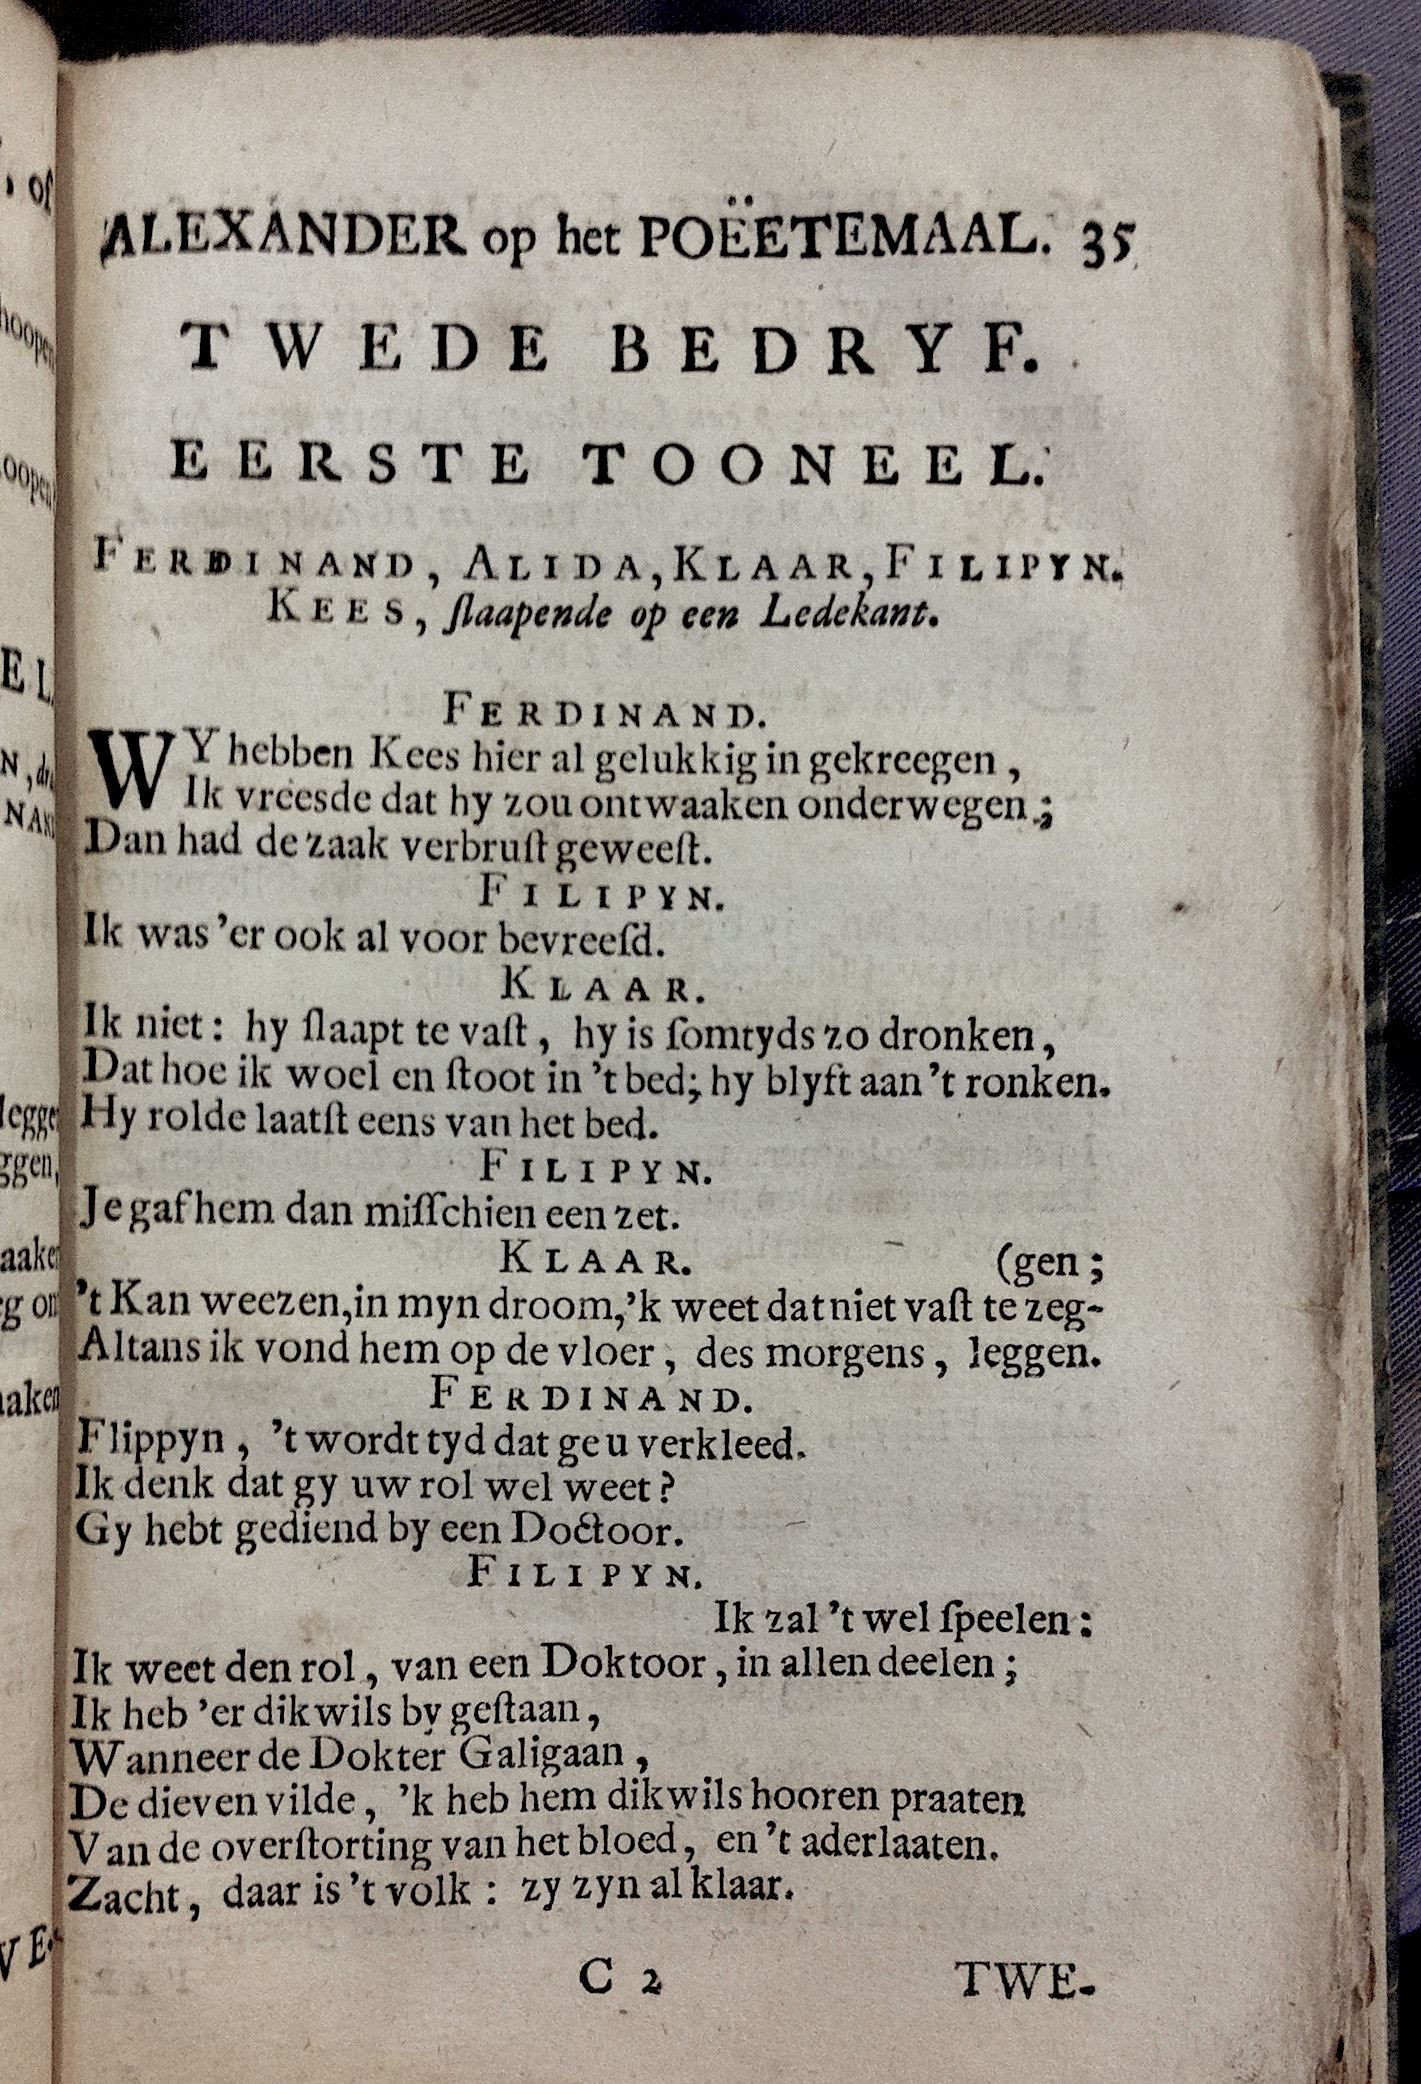 ALEXANDER op het POËETEMAAL. 35
TWEDE BEDRYF.
EERSTE TOONEEL.
FERDINAND, ALIDA, KLAAR, FILIPYN.
KEES, ſlaapende op een Ledekant.
FERDINAND.
WY hebben Kees hier al gelukkig in gekreegen,
Ik vreesde dat hy zou ontwaaken onderwegen;
Dan had de zaak verbruſt geweeſt.
FILIPYN.
Ik was 'er ook al voor bevreeſd.
KLAAR.
Ik niet: hy ſlaapt te vaſt, hy is ſomtyds zo dronken,
Dat hoe ik woel en ſtoot in 't bed; hy blyft aan 't ronken.
Hy rolde laatſt eens van het bed.
FILIPYN.
Je gaf hem dan miſſchien een zet.
KLAAR. (gen;
't Kan weezen, in myn droom, 'k weet dat niet vaſt te zeg-
Altans ik vond hem op de vloer, des morgens, leggen.
FERDINAND.
Flippyn, 't wordt tyd dat ge u verkleed.
Ik denk dat gy uw rol wel weet?
Gy hebt gediend by een Doctoor.
FILIPYN.
Ik zal 't wel ſpeelen:
Ik weet den rol, van een Doktoor, in allen deelen;
Ik heb 'er dikwils by geſtaan,
Wanneer de Dokter Galigaan,
De dieven vilde, 'k heb hem dikwils hooren praaten
Van de overſtorting van het bloed, en 't aderlaaten.
Zacht, daar is 't volk: zy zyn al klaar.
C 2 TWE-